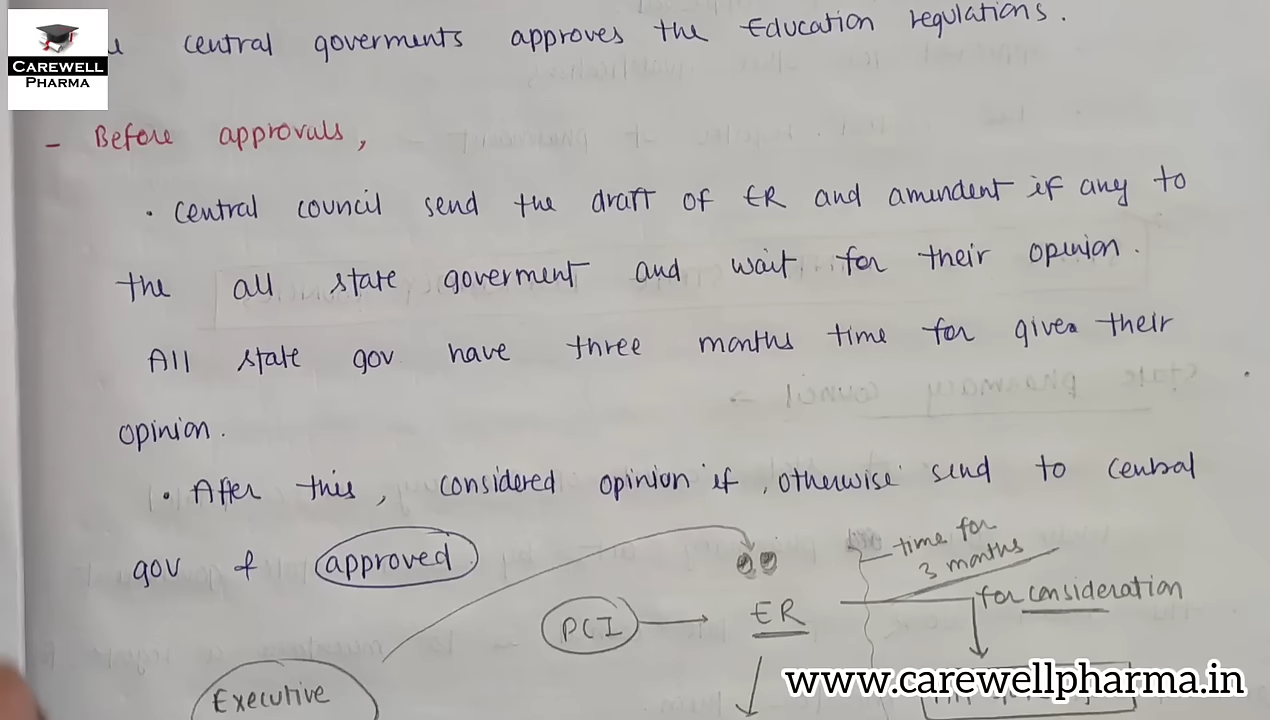 CAREWELL
PHARMA
central goverments approves the Education regulations.
- Before approvals,
• central council send the draft of ER and amendent if any to
the all state goverment and wait for their opinion.
All state gov have three months time for given their
opinion.
• After this, considered opinion if, otherwise send to central
gov & approved
time for
3 months
for consideration
PCI → ER
Executive
www.carewellpharma.in